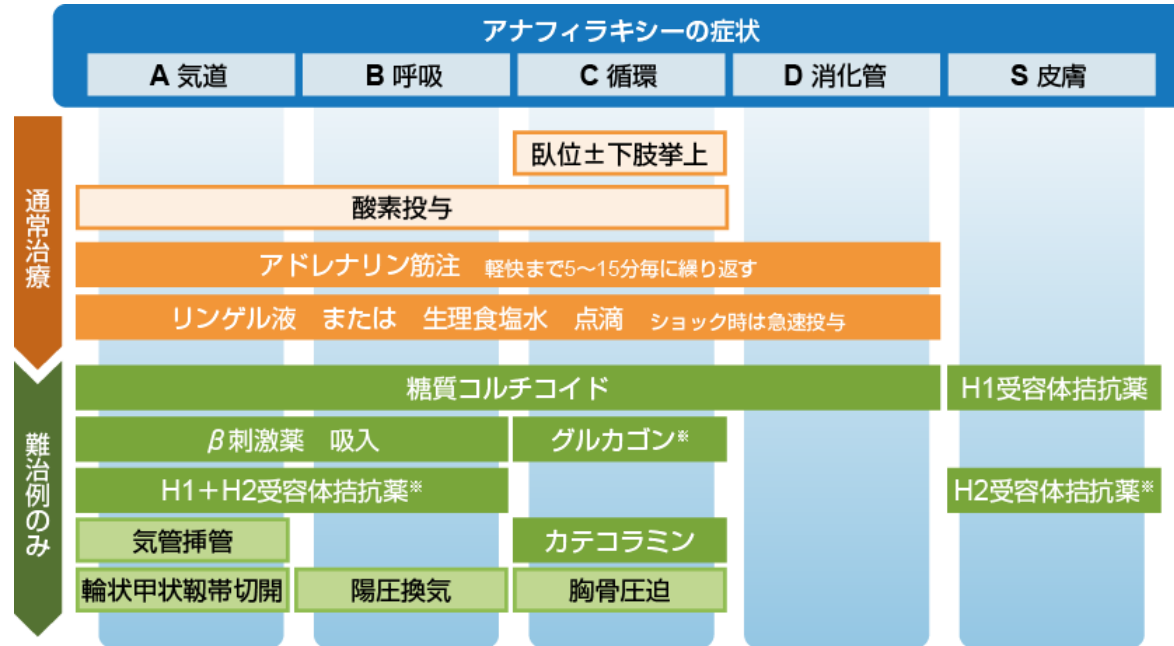 アナフィラキシーの症状
A 気道
B 呼吸
C 循環
D 消化管
S 皮膚
通常治療
臥位±下肢挙上
酸素投与
アドレナリン筋注 軽快まで5～15分毎に繰り返す
リンゲル液 または 生理食塩水 点滴 ショック時は急速投与
難治例のみ
糖質コルチコイド
H1受容体拮抗薬
β刺激薬 吸入
グルカゴン※
H1＋H2受容体拮抗薬※
H2受容体拮抗薬※
気管挿管
カテコラミン
輪状甲状靱帯切開
陽圧換気
胸骨圧迫